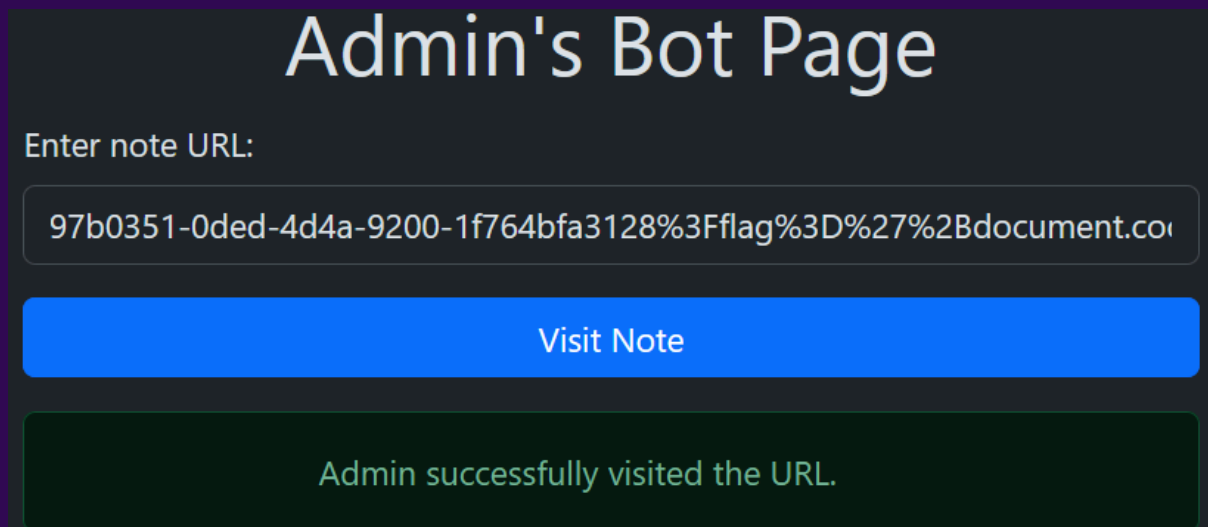 Admin's Bot Page
Enter note URL:
97b0351-0ded-4d4a-9200-1f764bfa3128%3Fflag%3D%27%2Bdocument.coo
Visit Note
Admin successfully visited the URL.